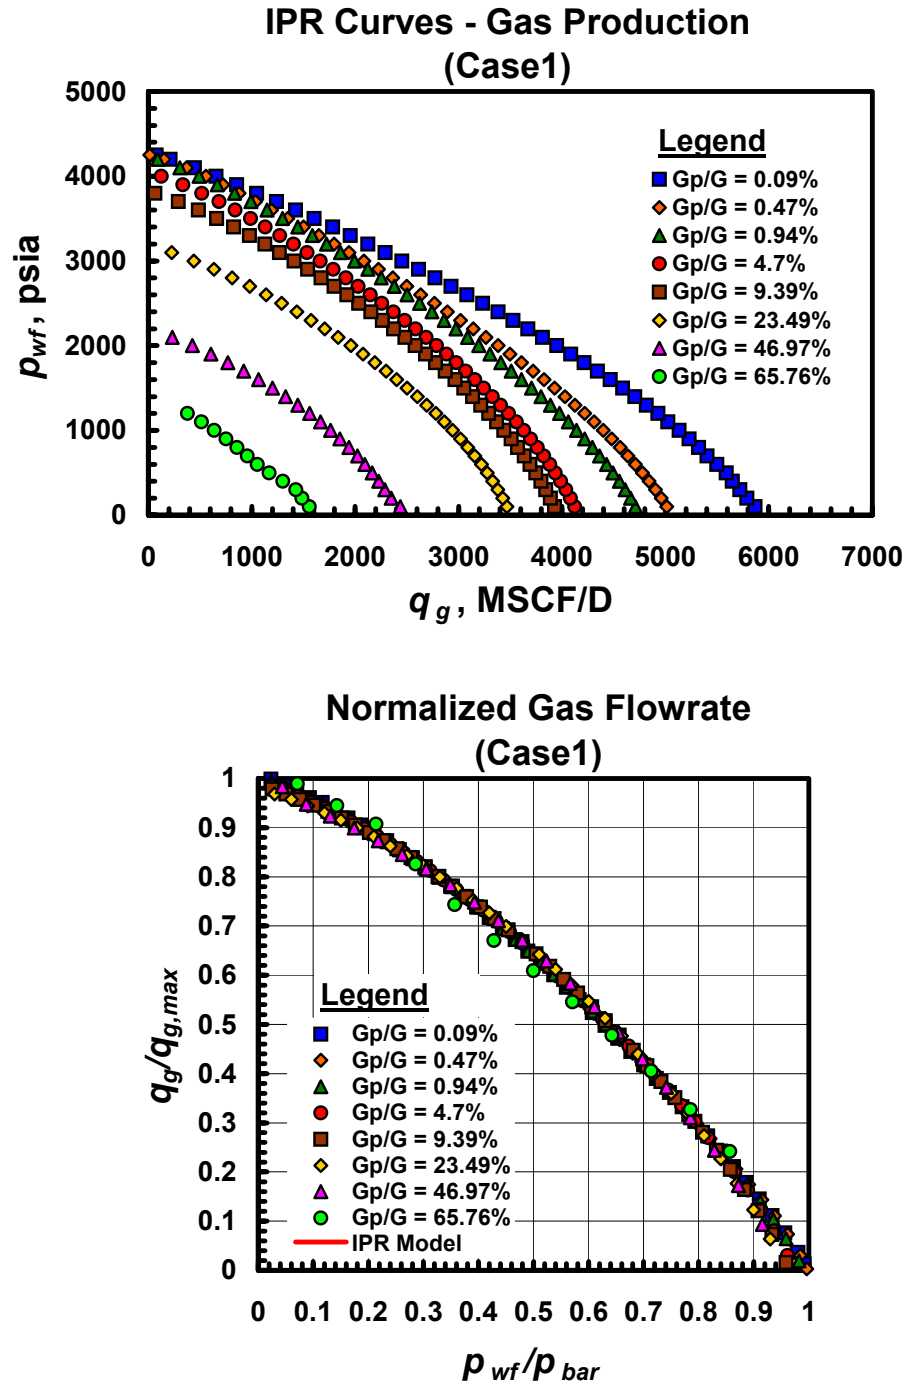 IPR Curves - Gas Production
(Case1)
5000
4000
3000
2000
1000
0
p wf , psia
Legend
Gp/G = 0.09%
Gp/G = 0.47%
Gp/G = 0.94%
Gp/G = 4.7%
Gp/G = 9.39%
Gp/G = 23.49%
Gp/G = 46.97%
Gp/G = 65.76%
0 1000 2000 3000 4000 5000 6000 7000
q g , MSCF/D
Normalized Gas Flowrate
(Case1)
1
0.9
0.8
0.7
0.6
0.5
0.4
0.3
0.2
0.1
0
q g /q g,max
Legend
Gp/G = 0.09%
Gp/G = 0.47%
Gp/G = 0.94%
Gp/G = 4.7%
Gp/G = 9.39%
Gp/G = 23.49%
Gp/G = 46.97%
Gp/G = 65.76%
IPR Model
0 0.1 0.2 0.3 0.4 0.5 0.6 0.7 0.8 0.9 1
p wf /p bar